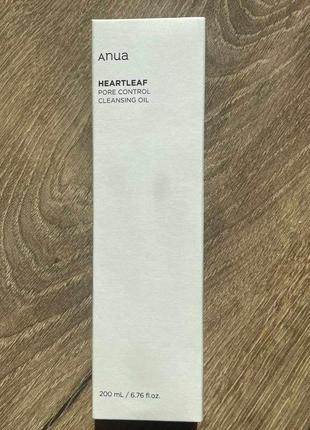 Anua
HEARTLEAF
PORE CONTROL
CLEANSING OIL
200 mL / 6.76 fl.oz.